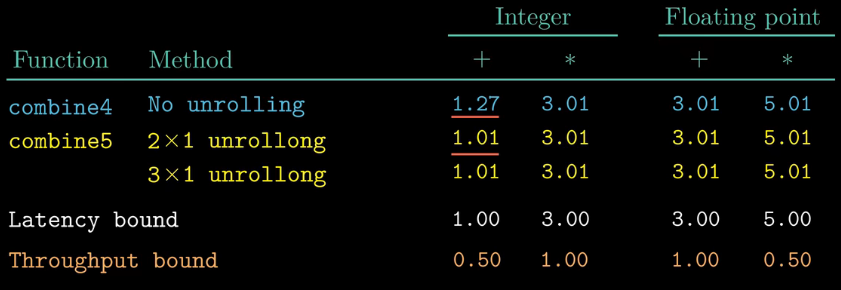 Integer Floating point
Function Method + * + *
combine4 No unrolling 1.27 3.01 3.01 5.01
combine5 2×1 unrollong 1.01 3.01 3.01 5.01
3×1 unrollong 1.01 3.01 3.01 5.01
Latency bound 1.00 3.00 3.00 5.00
Throughput bound 0.50 1.00 1.00 0.50